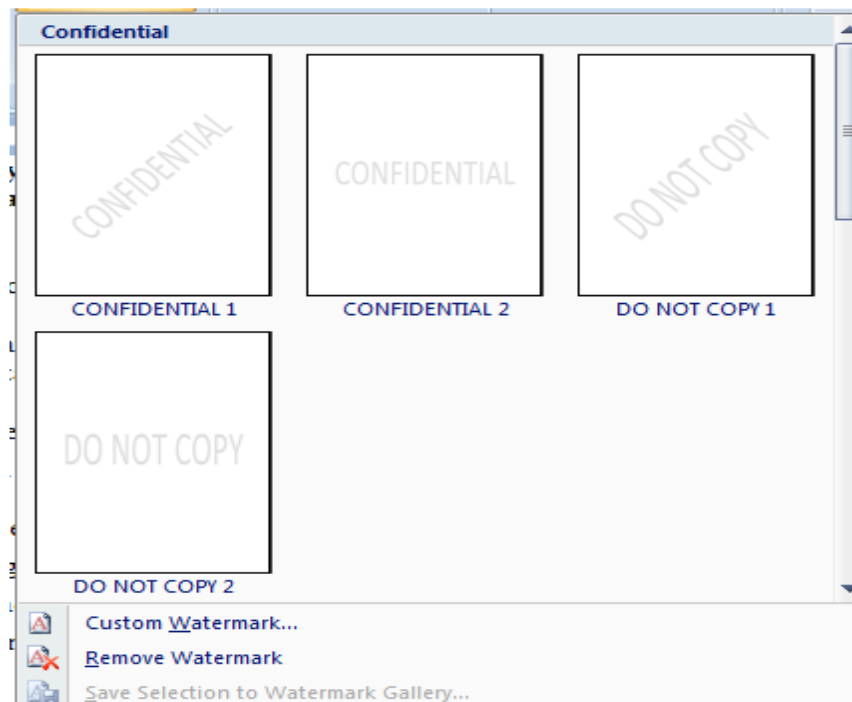 Confidential
CONFIDENTIAL
CONFIDENTIAL
DO NOT COPY
CONFIDENTIAL 1
CONFIDENTIAL 2
DO NOT COPY 1
DO NOT COPY
DO NOT COPY 2
Custom Watermark...
Remove Watermark
Save Selection to Watermark Gallery...